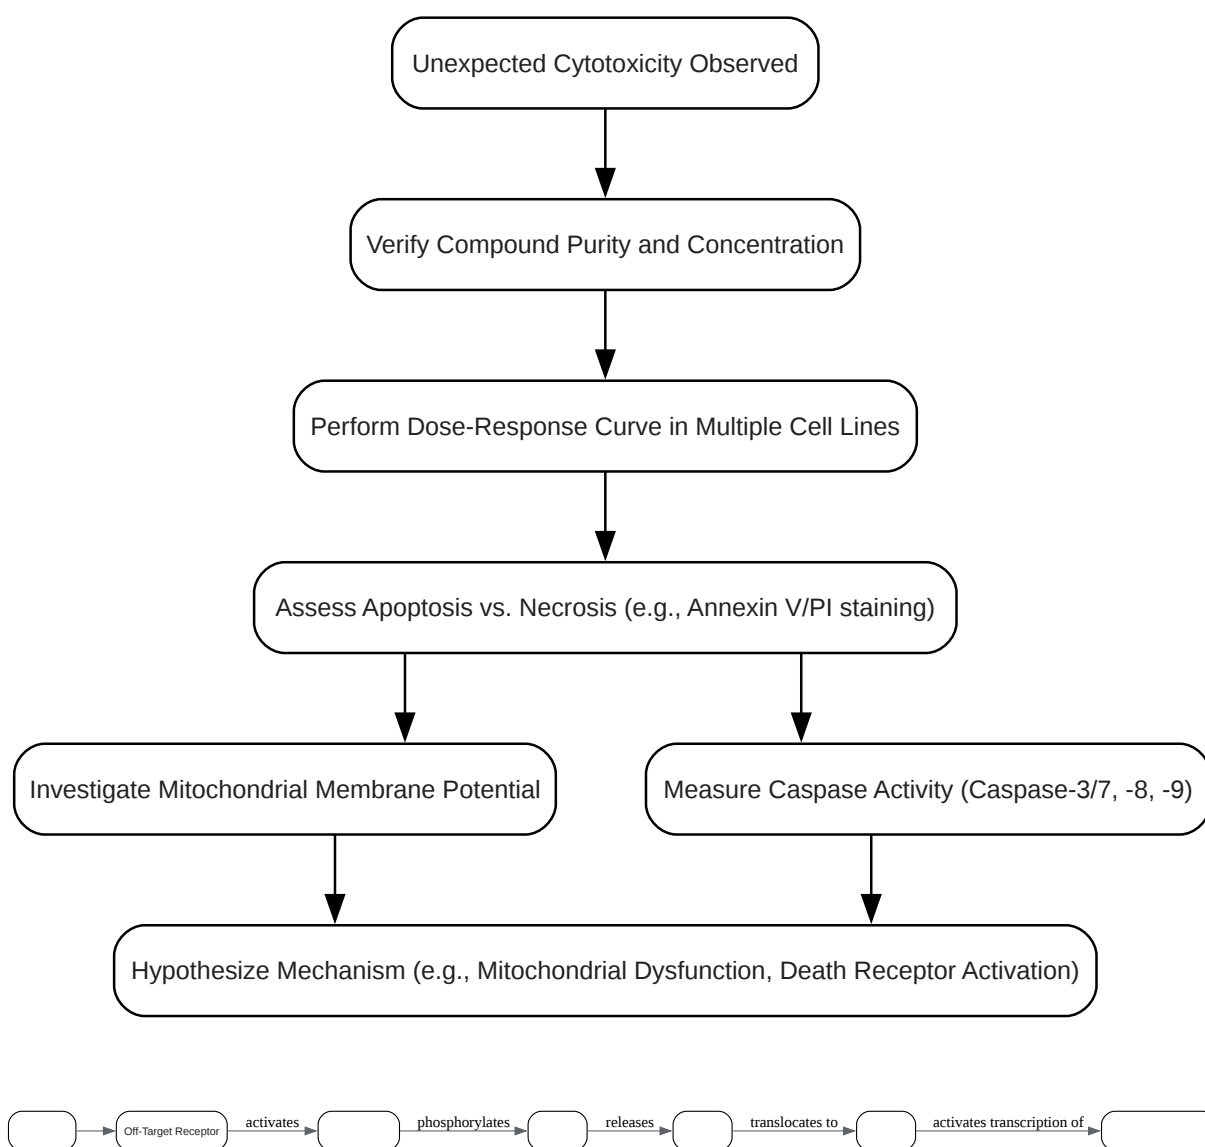 Unexpected Cytotoxicity Observed
Verify Compound Purity and Concentration
Perform Dose-Response Curve in Multiple Cell Lines
Assess Apoptosis vs. Necrosis (e.g., Annexin V/PI staining)
Investigate Mitochondrial Membrane Potential
Measure Caspase Activity (Caspase-3/7, -8, -9)
Hypothesize Mechanism (e.g., Mitochondrial Dysfunction, Death Receptor Activation)
Off-Target Receptor
activates
phosphorylates
releases
translocates to
activates transcription of